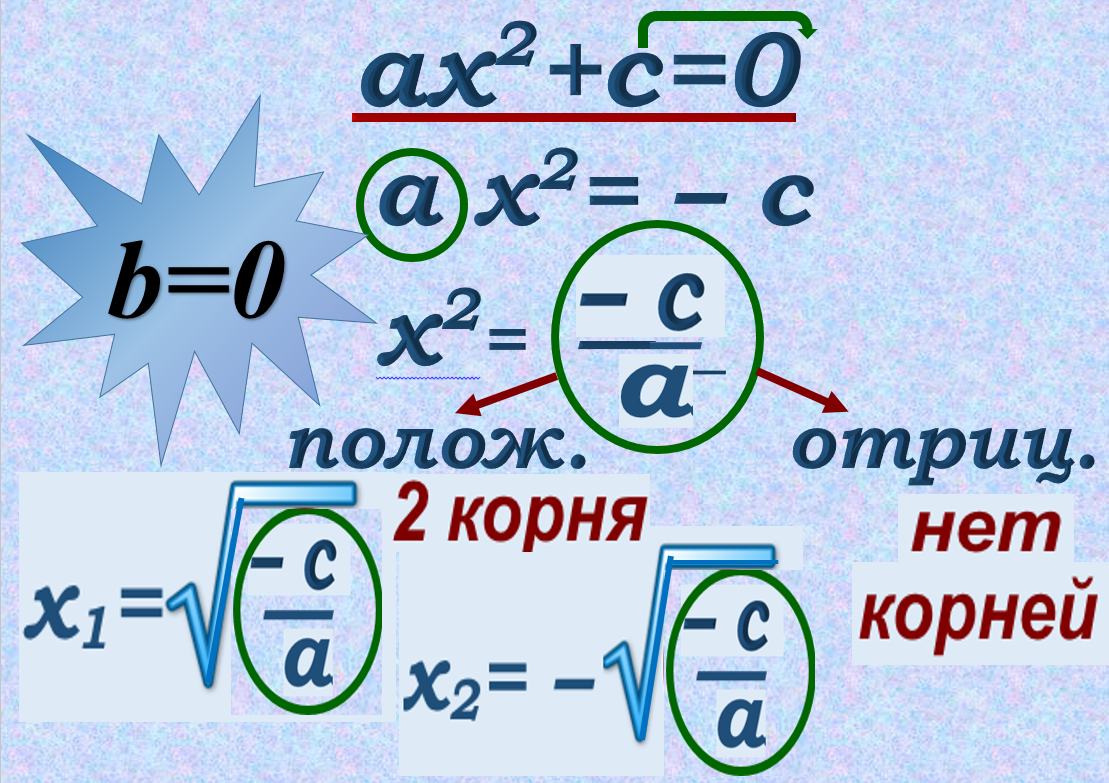 ax²+c=0
b=0
a x² = – c
x² = – c / a
полож.
отриц.
2 корня
нет
корней
x₁ = √(– c / a)
x₂ = – √(– c / a)